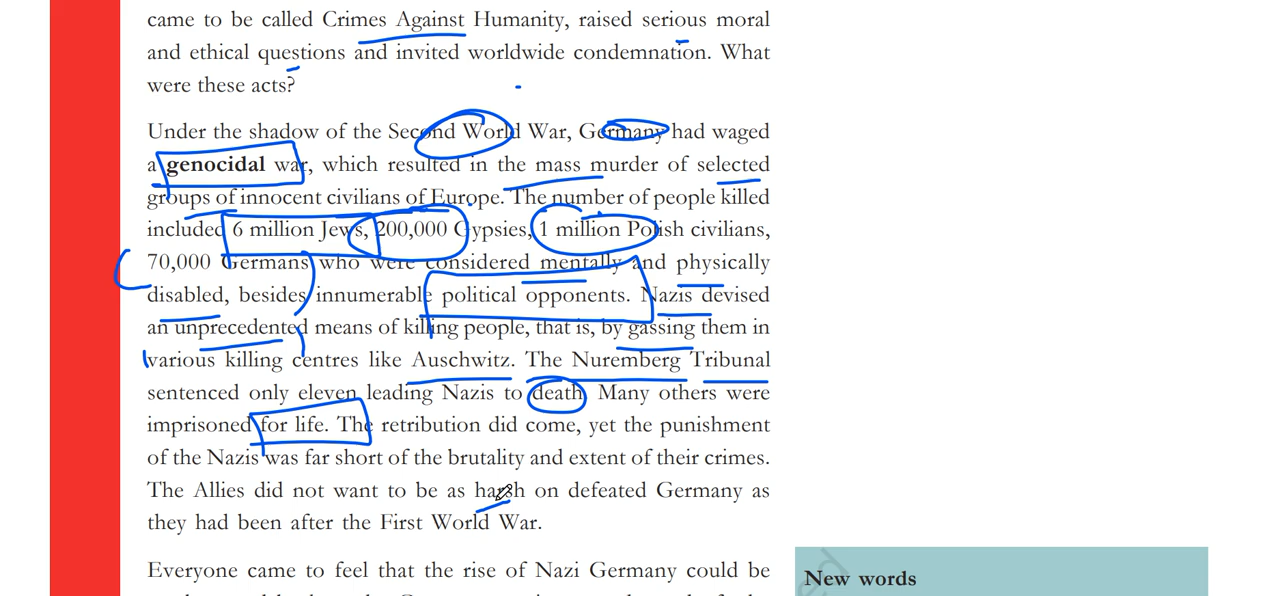 came to be called Crimes Against Humanity, raised serious moral
and ethical questions and invited worldwide condemnation. What
were these acts?
Under the shadow of the Second World War, Germany had waged
a genocidal war, which resulted in the mass murder of selected
groups of innocent civilians of Europe. The number of people killed
included 6 million Jews, 200,000 Gypsies, 1 million Polish civilians,
70,000 Germans who were considered mentally and physically
disabled, besides innumerable political opponents. Nazis devised
an unprecedented means of killing people, that is, by gassing them in
various killing centres like Auschwitz. The Nuremberg Tribunal
sentenced only eleven leading Nazis to death. Many others were
imprisoned for life. The retribution did come, yet the punishment
of the Nazis was far short of the brutality and extent of their crimes.
The Allies did not want to be as harsh on defeated Germany as
they had been after the First World War.
Everyone came to feel that the rise of Nazi Germany could be
New words